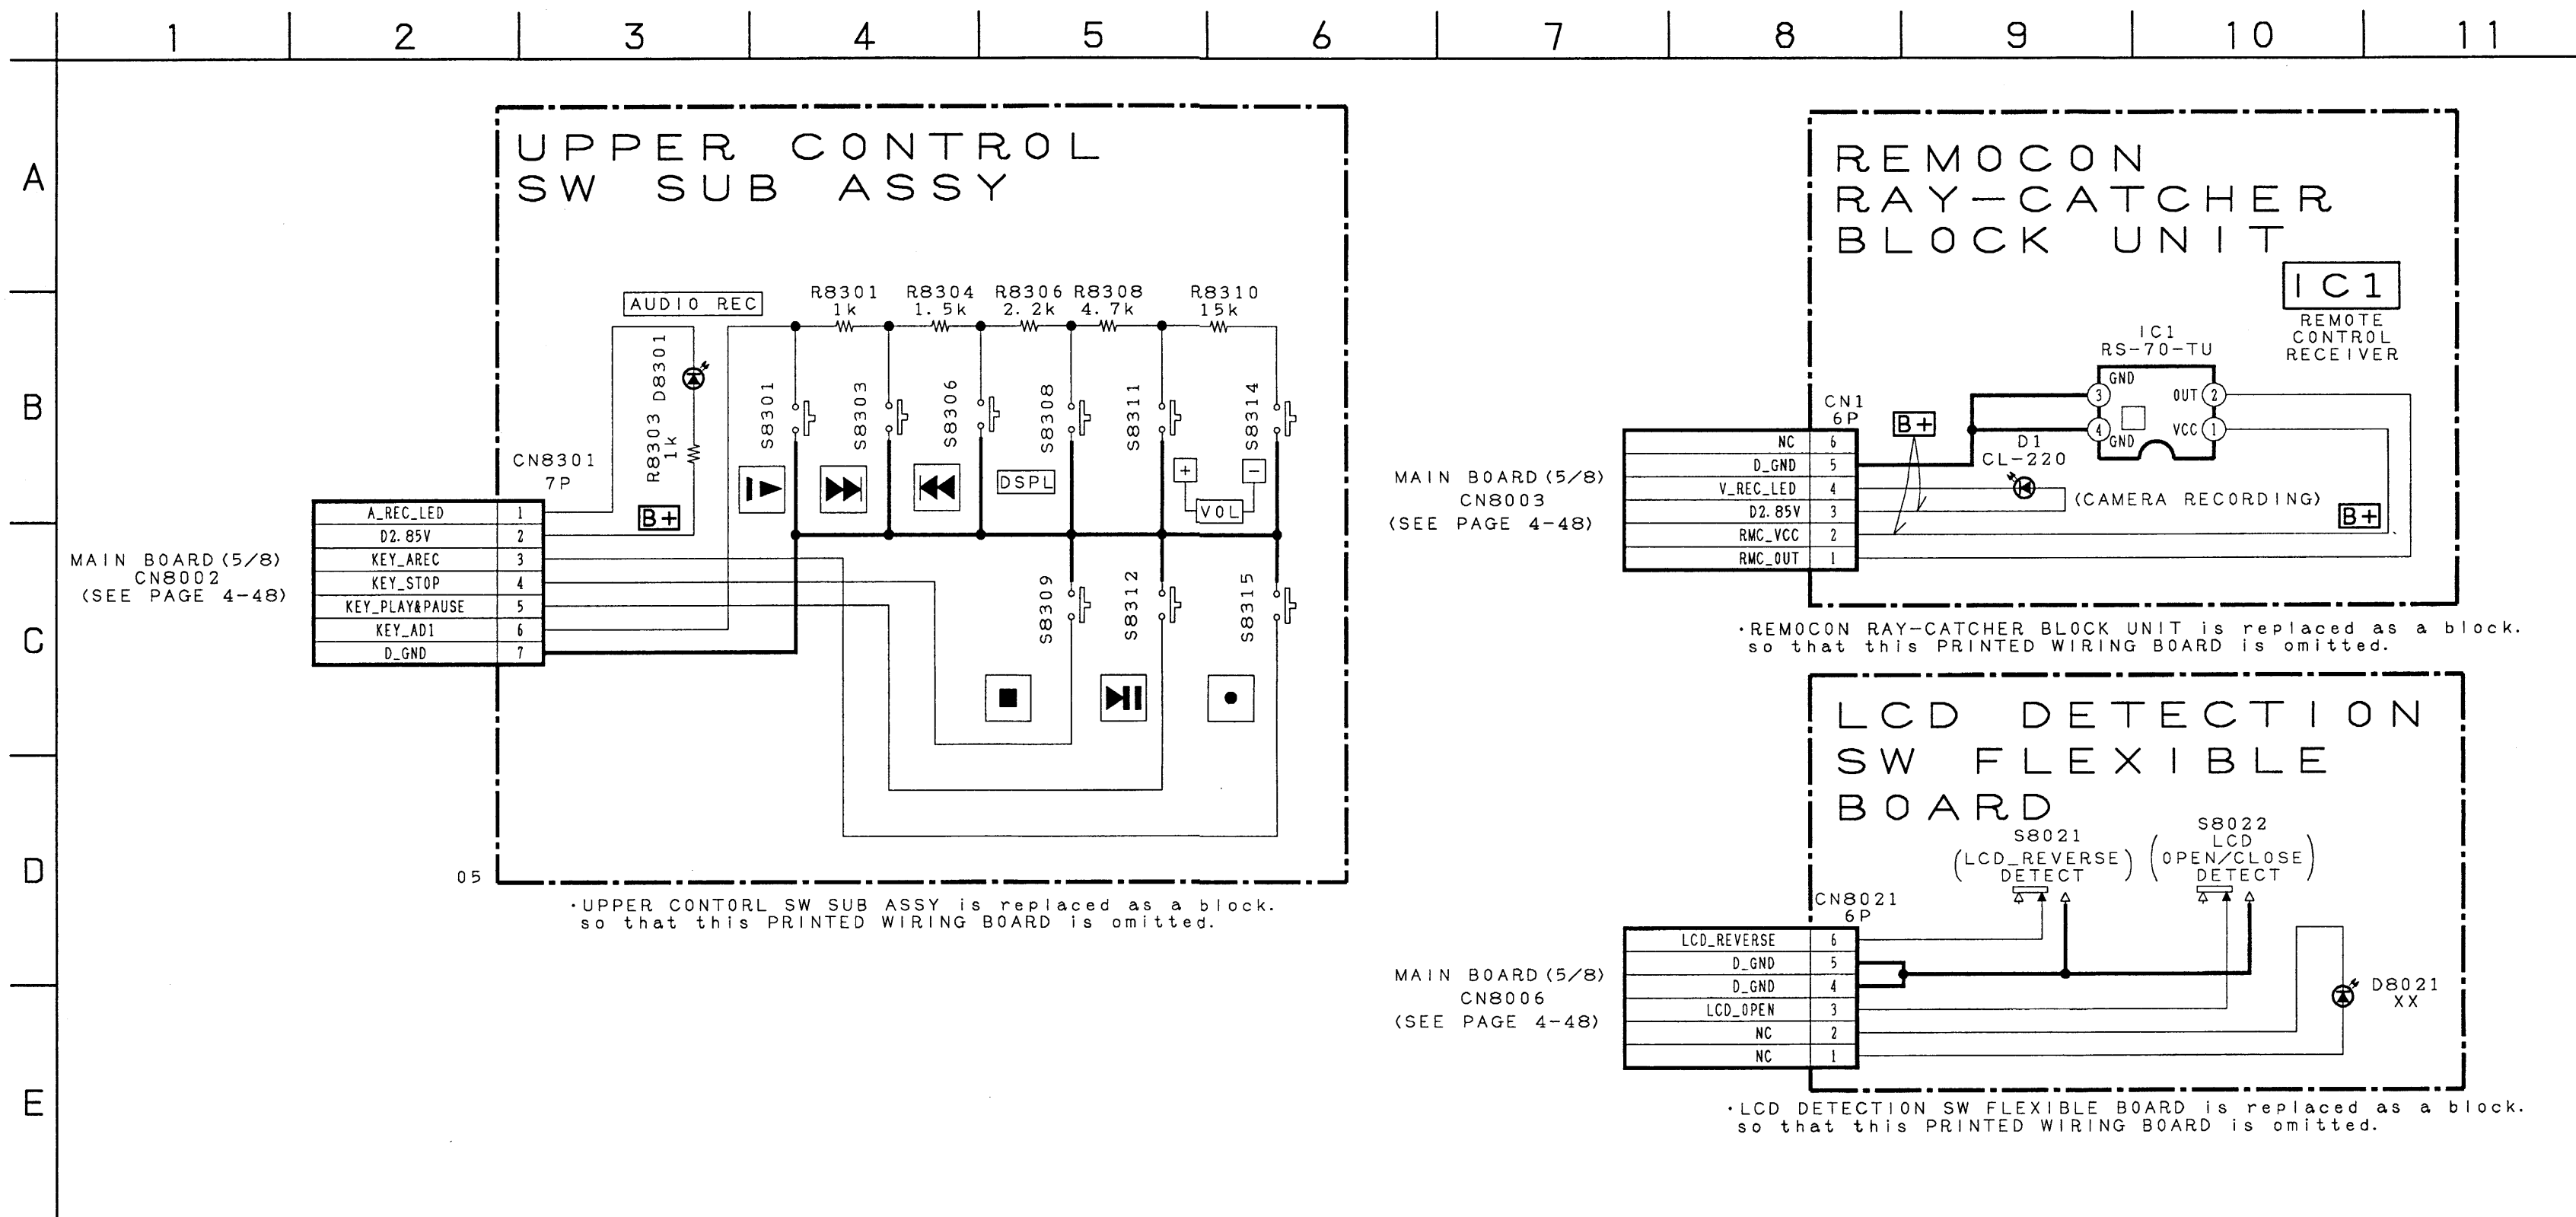 1 2 3 4 5 6 7 8 9 10 11
A
B
C
D
E
UPPER CONTROL
SW SUB ASSY
AUDIO REC
R8301
1k
R8304
1.5k
R8306
2.2k
R8308
4.7k
R8310
15k
D8301
R8303
1k
S8301
S8303
S8306
S8308
S8311
S8314
DSPL
+
−
VOL
B+
CN8301
7P
A_REC_LED 1
D2.85V 2
KEY_AREC 3
KEY_STOP 4
KEY_PLAY&PAUSE 5
KEY_AD1 6
D_GND 7
MAIN BOARD(5/8)
CN8002
(SEE PAGE 4-48)
S8309
S8312
S8315
05
·UPPER CONTORL SW SUB ASSY is replaced as a block.
so that this PRINTED WIRING BOARD is omitted.
REMOCON
RAY-CATCHER
BLOCK UNIT
IC1
REMOTE
CONTROL
RECEIVER
IC1
RS-70-TU
GND
3
OUT 2
4
GND
VCC 1
CN1
6P
B+
D1
CL-220
(CAMERA RECORDING)
B+
NC 6
D_GND 5
V_REC_LED 4
D2.85V 3
RMC_VCC 2
RMC_OUT 1
MAIN BOARD(5/8)
CN8003
(SEE PAGE 4-48)
·REMOCON RAY-CATCHER BLOCK UNIT is replaced as a block.
so that this PRINTED WIRING BOARD is omitted.
LCD DETECTION
SW FLEXIBLE
BOARD
S8021
(LCD_REVERSE)
DETECT
S8022
LCD
(OPEN/CLOSE)
DETECT
CN8021
6P
LCD_REVERSE 6
D_GND 5
D_GND 4
LCD_OPEN 3
NC 2
NC 1
MAIN BOARD(5/8)
CN8006
(SEE PAGE 4-48)
D8021
XX
·LCD DETECTION SW FLEXIBLE BOARD is replaced as a block.
so that this PRINTED WIRING BOARD is omitted.